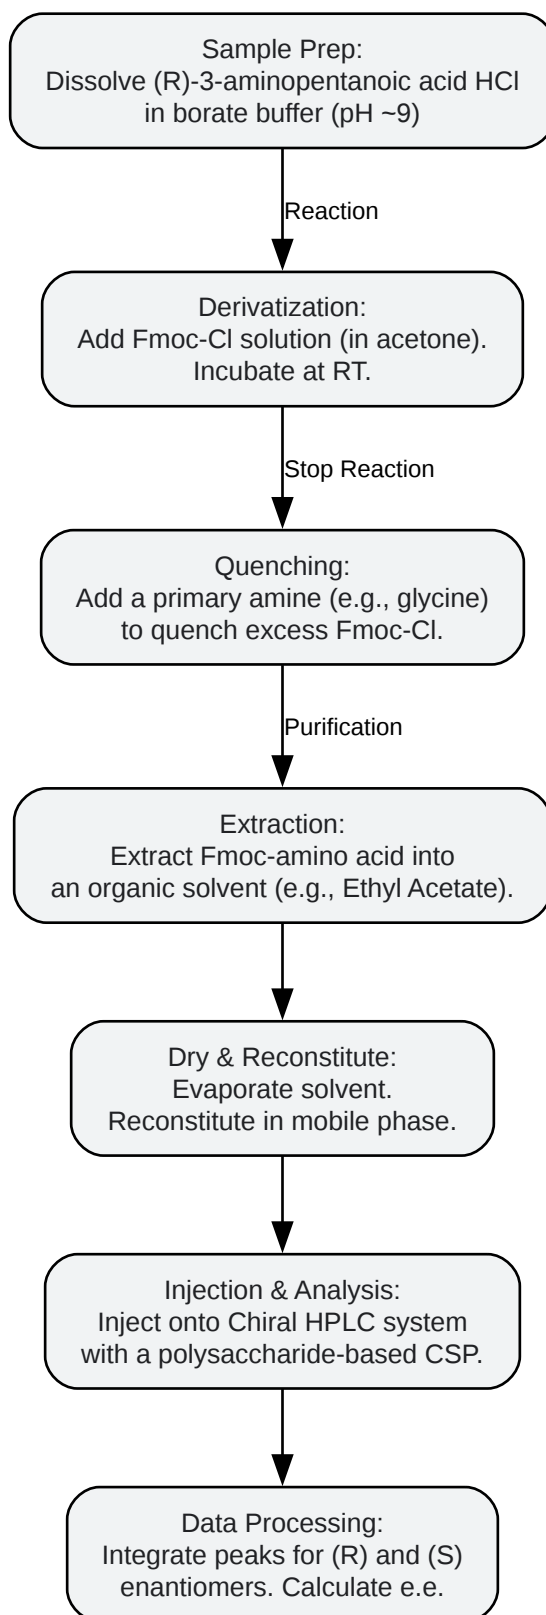 Sample Prep:
Dissolve (R)-3-aminopentanoic acid HCl
in borate buffer (pH ~9)
Reaction
Derivatization:
Add Fmoc-Cl solution (in acetone).
Incubate at RT.
Stop Reaction
Quenching:
Add a primary amine (e.g., glycine)
to quench excess Fmoc-Cl.
Purification
Extraction:
Extract Fmoc-amino acid into
an organic solvent (e.g., Ethyl Acetate).
Dry & Reconstitute:
Evaporate solvent.
Reconstitute in mobile phase.
Injection & Analysis:
Inject onto Chiral HPLC system
with a polysaccharide-based CSP.
Data Processing:
Integrate peaks for (R) and (S)
enantiomers. Calculate e.e.